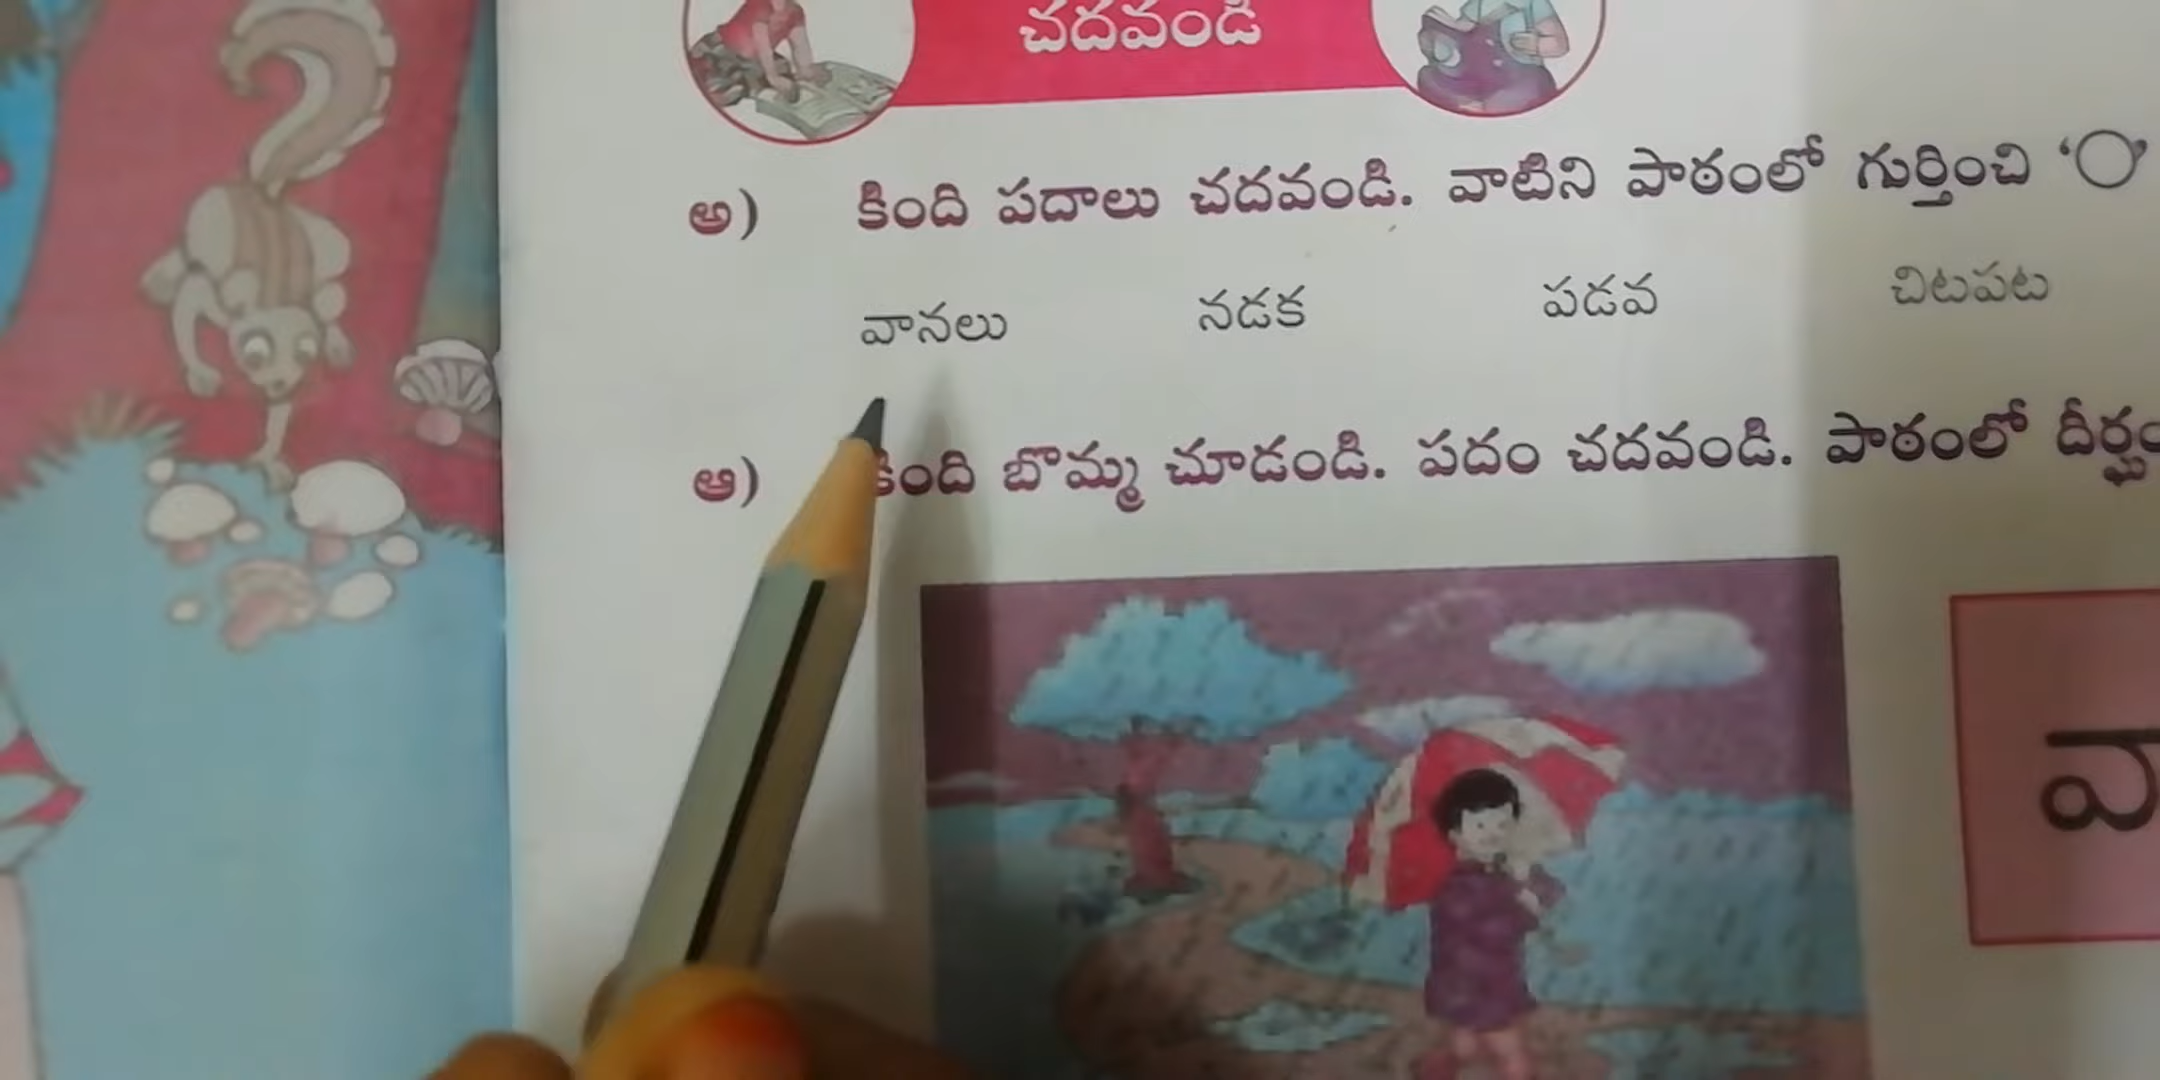 చదవండి
అ) కింది పదాలు చదవండి. వాటిని పాఠంలో గుర్తించి ‘○’
వానలు నడక పడవ చిటపట
ఆ) కింది బొమ్మ చూడండి. పదం చదవండి. పాఠంలో దీర్ఘం
వా